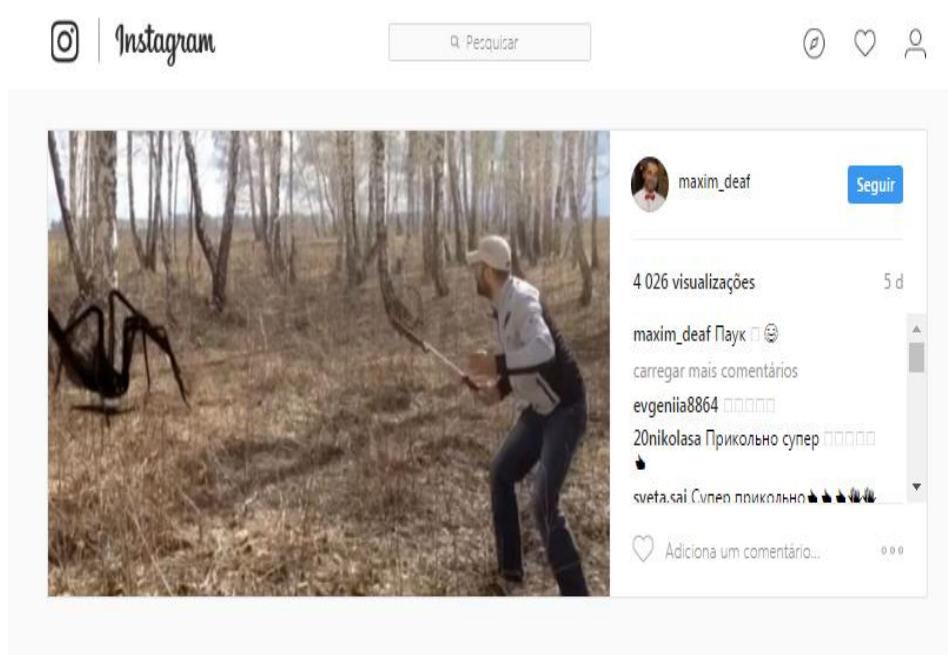 Instagram
Pesquisar
maxim_deaf
Seguir
4 026 visualizações
5 d
maxim_deaf Паук
carregar mais comentários
evgeniia8864
20nikolasa Прикольно супер
sveta.sai Супер прикольно
Adiciona um comentário...